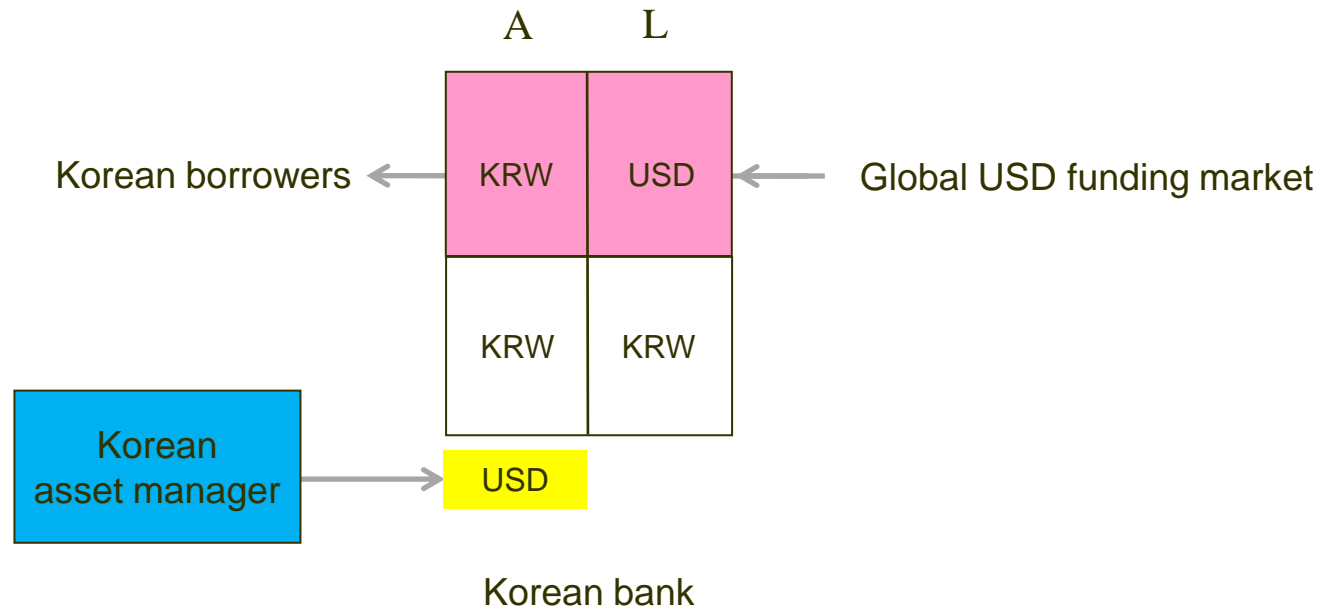 A L
Korean borrowers
KRW
USD
Global USD funding market
KRW
KRW
Korean
asset manager
USD
Korean bank